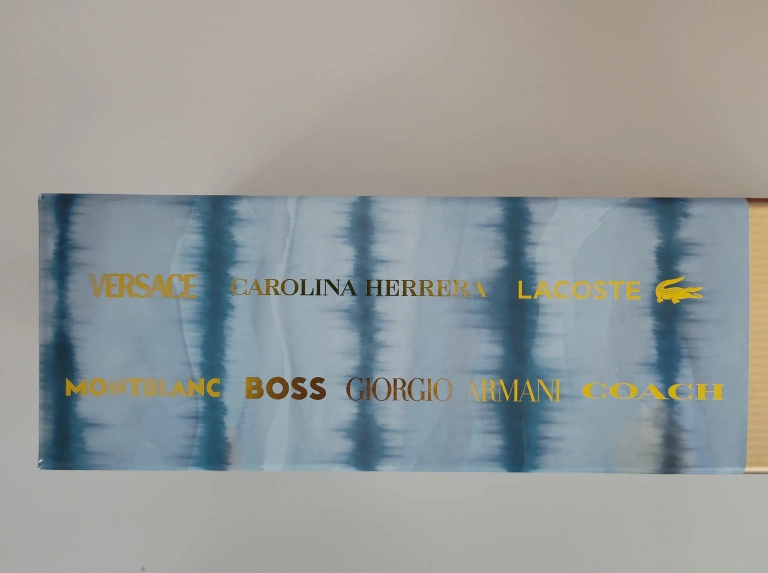 VERSACE CAROLINA HERRERA LACOSTE
MONTBLANC BOSS GIORGIO ARMANI COACH